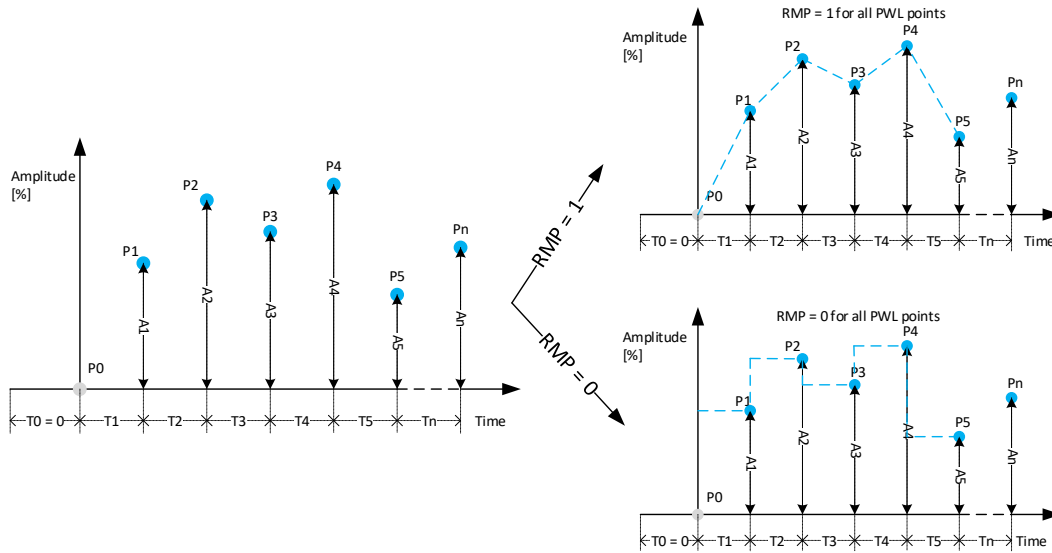 Amplitude
[%]
P0
P1
P2
P3
P4
P5
Pn
A1
A2
A3
A4
A5
An
T0 = 0
T1
T2
T3
T4
T5
Tn
Time
RMP = 1
RMP = 0
RMP = 1 for all PWL points
Amplitude
[%]
P0
P1
P2
P3
P4
P5
Pn
A1
A2
A3
A4
A5
An
T0 = 0
T1
T2
T3
T4
T5
Tn
Time
RMP = 0 for all PWL points
Amplitude
[%]
P0
P1
P2
P3
P4
P5
Pn
A1
A2
A3
A4
A5
An
T0 = 0
T1
T2
T3
T4
T5
Tn
Time